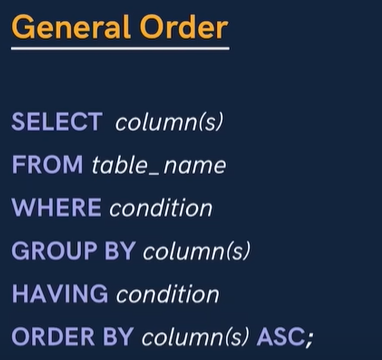 General Order
SELECT column(s)
FROM table_name
WHERE condition
GROUP BY column(s)
HAVING condition
ORDER BY column(s) ASC;